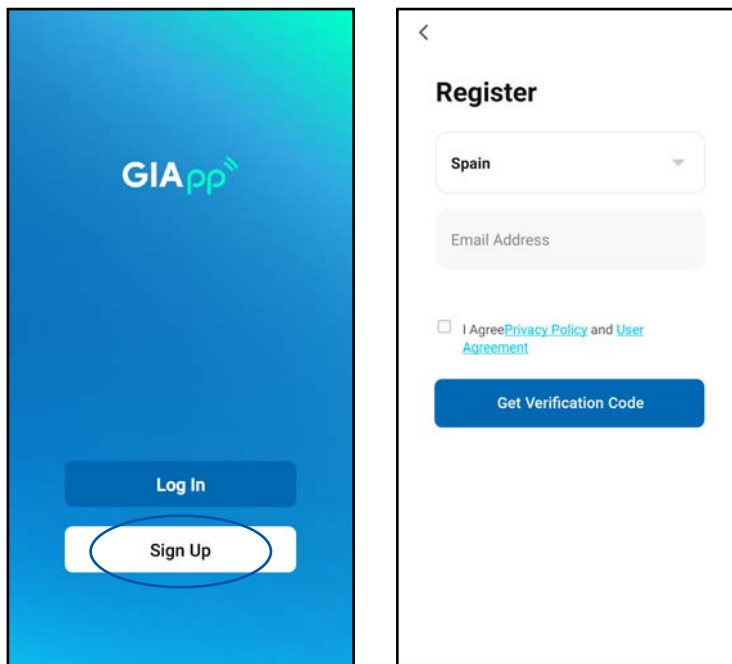 GIApp
Log In
Sign Up
Register
Spain
Email Address
I AgreePrivacy Policy and User
Agreement
Get Verification Code